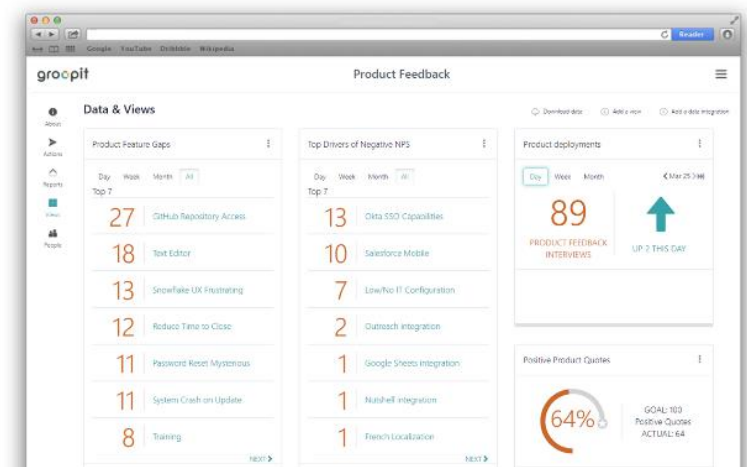 Reader
Google YouTube Dribbble Wikipedia
groopit
Product Feedback
Data & Views
Download data
Add a view
Add a data integration
About
Actions
Reports
Views
People
Product Feature Gaps
Day Week Month All
Top 7
27 GitHub Repository Access
18 Text Editor
13 Snowflake UX Frustrating
12 Reduce Time to Close
11 Password Reset Mysterious
11 System Crash on Update
8 Training
NEXT
Top Drivers of Negative NPS
Day Week Month All
Top 7
13 Okta SSO Capabilities
10 Salesforce Mobile
7 Low/No IT Configuration
2 Outreach integration
1 Google Sheets integration
1 Nutshell integration
1 French Localization
NEXT
Product deployments
Day Week Month
Mar 25
89
PRODUCT FEEDBACK
INTERVIEWS
UP 2 THIS DAY
Positive Product Quotes
64%
GOAL: 100
Positive Quotes
ACTUAL: 64